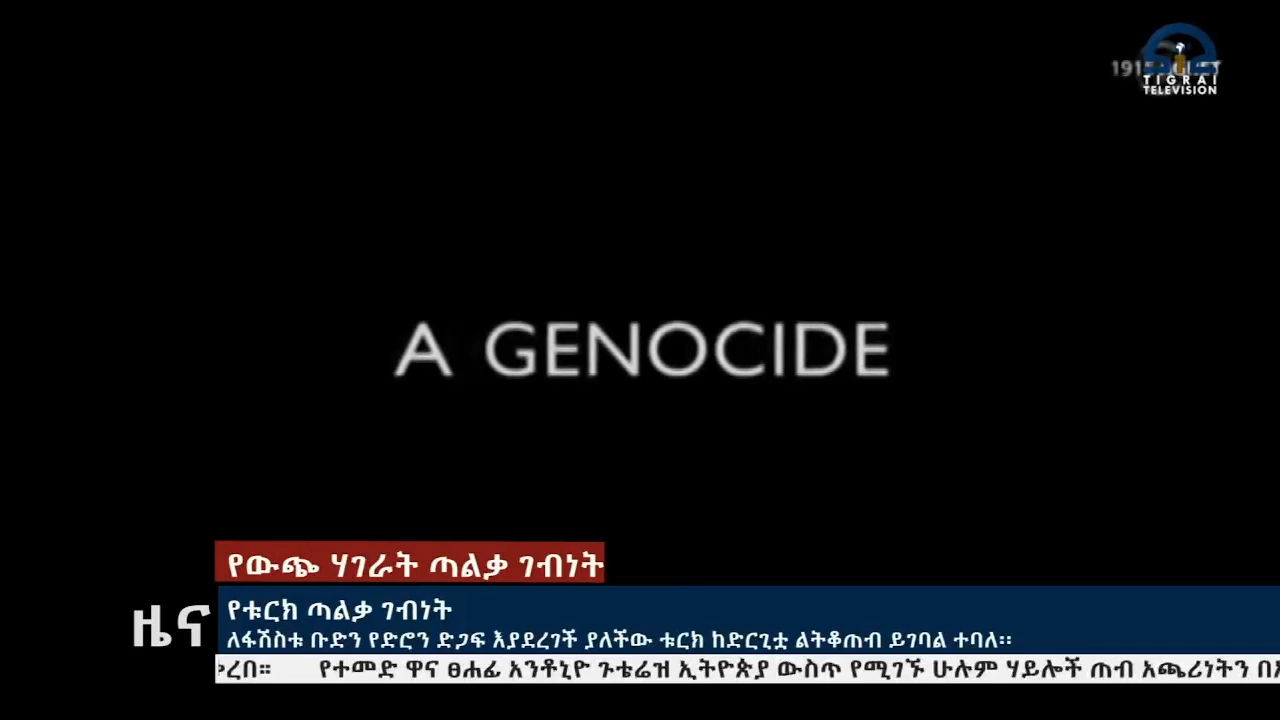 TIGRAI
TELEVISION
A GENOCIDE
የውጭ ሃገራት ጣልቃ ገብነት
ዜና
የቱርክ ጣልቃ ገብነት
ለፋሽስቱ ቡድን የድሮን ድጋፍ እያደረገች ያለችው ቱርክ ከድርጊቷ ልትቆጠብ ይገባል ተባለ፡፡
የተመድ ዋና ፀሐፊ አንቶኒዮ ጉቴሬዝ ኢትዮጵያ ውስጥ የሚገኙ ሁሉም ሃይሎች ጠብ አጫሪነትን